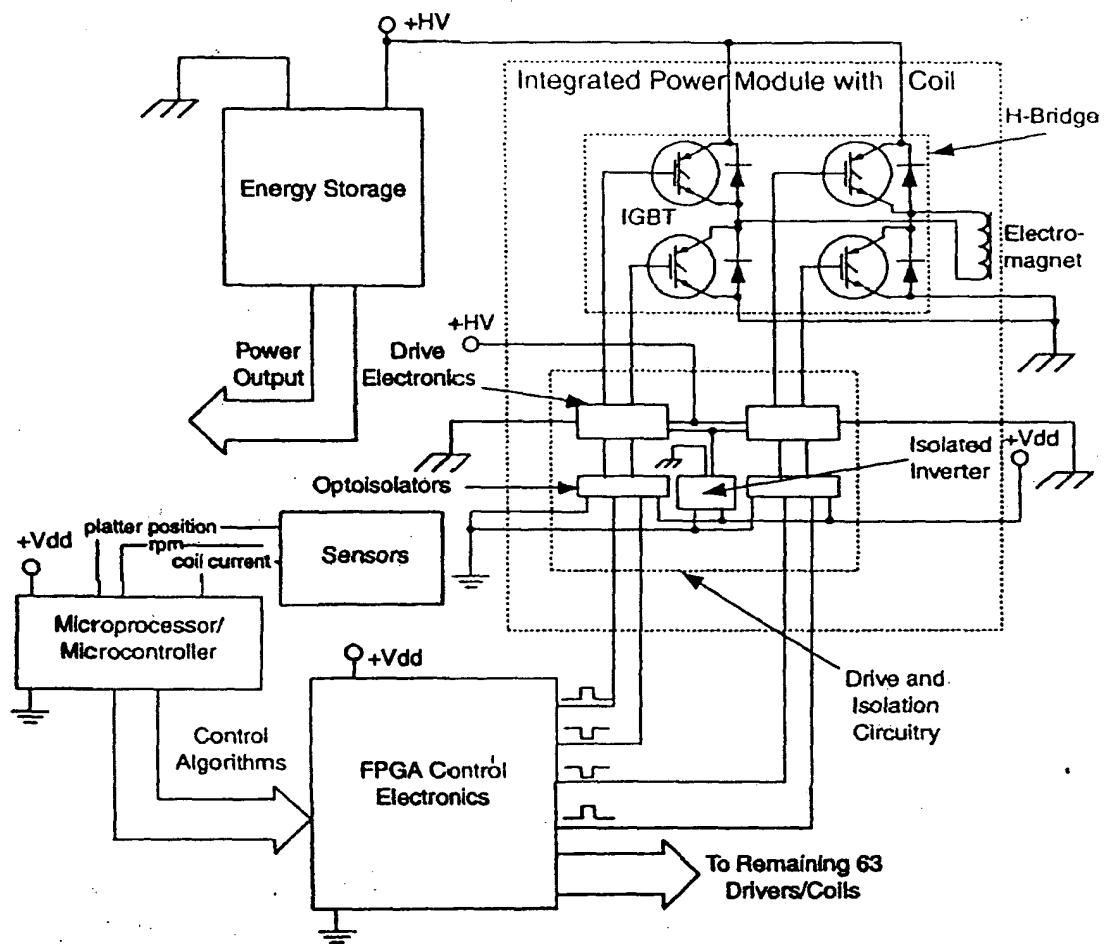 +HV
Integrated Power Module with Coil
H-Bridge
Energy Storage
IGBT
Electro-
magnet
+HV
Power
Output
Drive
Electronics
Isolated
Inverter
+Vdd
Optoisolators
platter position
rpm
coil current
+Vdd
Sensors
Microprocessor/
Microcontroller
+Vdd
Drive and
Isolation
Circuitry
Control
Algorithms
FPGA Control
Electronics
To Remaining 63
Drivers/Coils